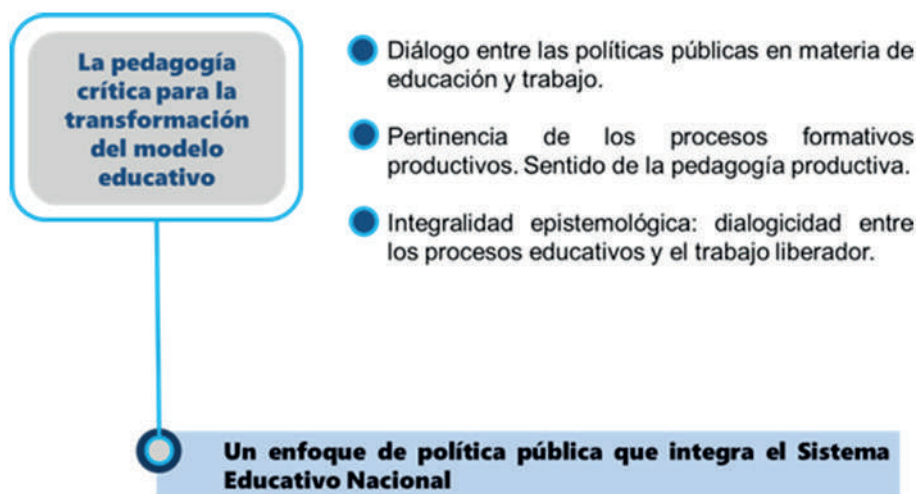 La pedagogía
crítica para la
transformación
del modelo
educativo
Diálogo entre las políticas públicas en materia de
educación y trabajo.
Pertinencia de los procesos formativos
productivos. Sentido de la pedagogía productiva.
Integralidad epistemológica: dialogicidad entre
los procesos educativos y el trabajo liberador.
Un enfoque de política pública que integra el Sistema
Educativo Nacional